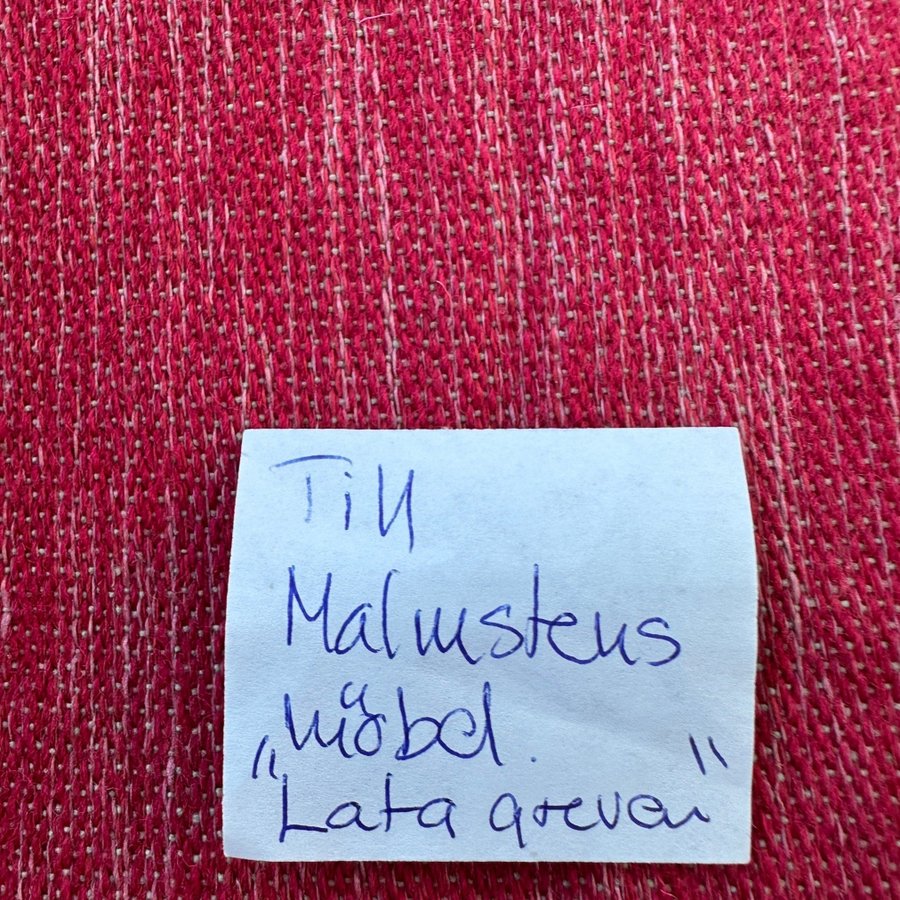 Till
Malmstens
möbel.
„Lata greven"